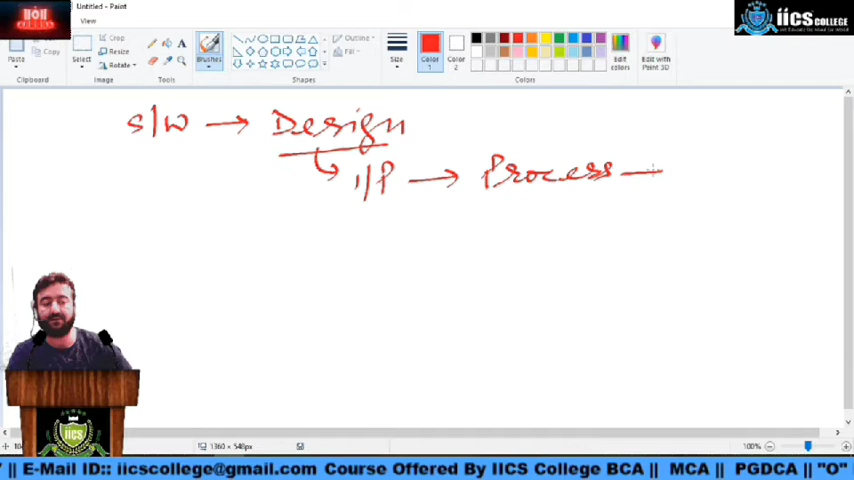 Untitled - Paint
View
Paste
Copy
Clipboard
Select
Crop
Resize
Rotate
Image
Tools
Brushes
Outline
Fill
Shapes
Size
Color 1
Color 2
Edit colors
Colors
Edit with Paint 3D
iics
COLLEGE
S/W → Design
I/P → Process —
iics
1360 × 548px
100%
|| E-Mail ID:: iicscollege@gmail.com Course Offered By IICS College BCA || MCA || PGDCA || "O"